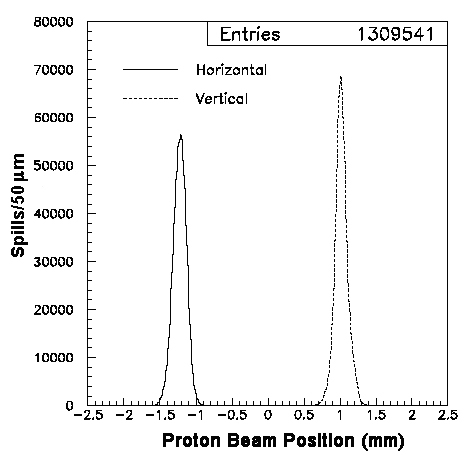 80000
Entries 1309541
70000
Horizontal
Vertical
60000
50000
40000
30000
20000
10000
0
Spills/50 μm
-2.5 -2 -1.5 -1 -0.5 0 0.5 1 1.5 2 2.5
Proton Beam Position (mm)